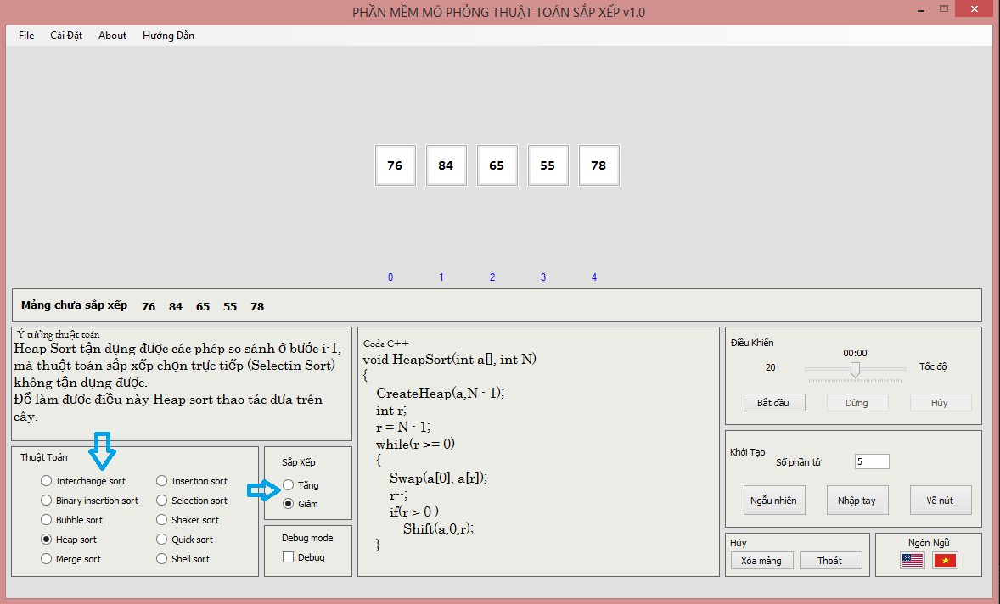 PHẦN MỀM MÔ PHỎNG THUẬT TOÁN SẮP XẾP v1.0
File Cài Đặt About Hướng Dẫn
76 84 65 55 78
0 1 2 3 4
Mảng chưa sắp xếp 76 84 65 55 78
Ý tưởng thuật toán
Heap Sort tận dụng được các phép so sánh ở bước i-1,
mà thuật toán sắp xếp chọn trực tiếp (Selectin Sort)
không tận dụng được.
Để làm được điều này Heap sort thao tác dựa trên
cây.
Thuật Toán
Interchange sort Insertion sort
Binary insertion sort Selection sort
Bubble sort Shaker sort
Heap sort Quick sort
Merge sort Shell sort
Sắp Xếp
Tăng
Giảm
Debug mode
Debug
Code C++
void HeapSort(int a[], int N)
{
CreateHeap(a,N - 1);
int r;
r = N - 1;
while(r >= 0)
{
Swap(a[0], a[r]);
r--;
if(r > 0 )
Shift(a,0,r);
}
Điều Khiển
00:00
20 Tốc độ
Bắt đầu Dừng Hủy
Khởi Tạo
Số phần tử 5
Ngẫu nhiên Nhập tay Vẽ nút
Hủy
Xóa mảng Thoát
Ngôn Ngữ